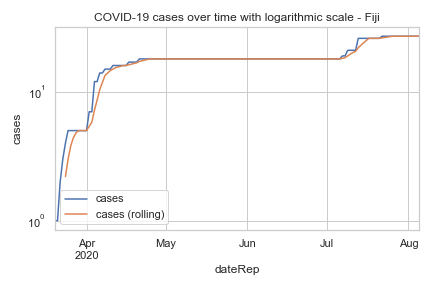 COVID-19 cases over time with logarithmic scale - Fiji
cases
10¹
10⁰
cases
cases (rolling)
Apr
2020
May
Jun
Jul
Aug
dateRep